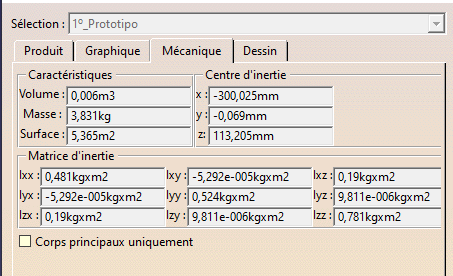 Sélection : 1º_Prototipo
Produit Graphique Mécanique Dessin
Caractéristiques Centre d'inertie
Volume : 0,006m3 x : -300,025mm
Masse : 3,831kg y : -0,069mm
Surface : 5,365m2 z: 113,205mm
Matrice d'inertie
Ixx : 0,481kgxm2 Ixy : -5,292e-005kgxm2 Ixz : 0,19kgxm2
Iyx : -5,292e-005kgxm2 Iyy : 0,524kgxm2 Iyz : 9,811e-006kgxm2
Izx : 0,19kgxm2 Izy : 9,811e-006kgxm2 Izz : 0,781kgxm2
Corps principaux uniquement